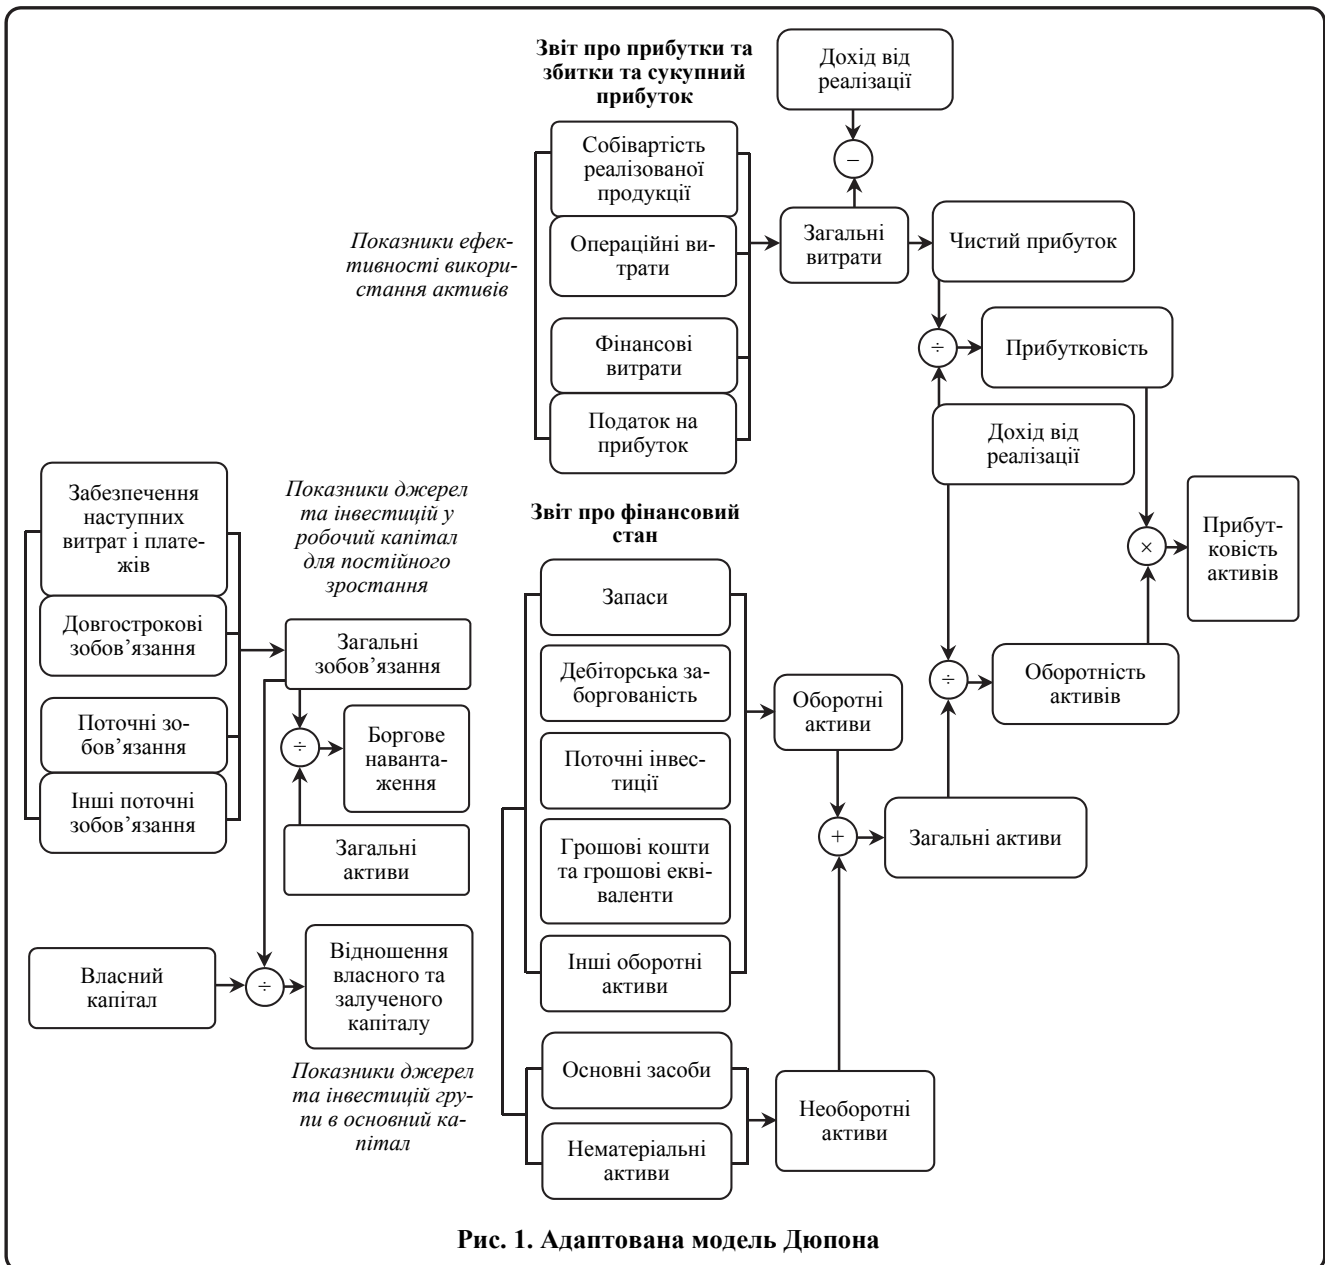 Звіт про прибутки та
збитки та сукупний
прибуток
Дохід від
реалізації
Собівартість
реалізованої
продукції
–
Показники ефек-
тивності викори-
стання активів
Операційні ви-
трати
Загальні
витрати
Чистий прибуток
Фінансові
витрати
÷
Прибутковість
Податок на
прибуток
Дохід від
реалізації
Забезпечення
наступних
витрат і плате-
жів
Показники джерел
та інвестицій у
робочий капітал
для постійного
зростання
Звіт про фінансовий
стан
×
Прибут-
ковість
активів
Запаси
Довгострокові
зобов’язання
Загальні
зобов’язання
Дебіторська за-
боргованість
Оборотні
активи
÷
Оборотність
активів
Поточні зо-
бов’язання
÷
Боргове
наванта-
ження
Поточні інвес-
тиції
Інші поточні
зобов’язання
Загальні
активи
Грошові кошти
та грошові екві-
валенти
+
Загальні активи
Власний
капітал
÷
Відношення
власного та
залученого
капіталу
Інші оборотні
активи
Показники джерел
та інвестицій гру-
пи в основний ка-
пітал
Основні засоби
Необоротні
активи
Нематеріальні
активи
Рис. 1. Адаптована модель Дюпона